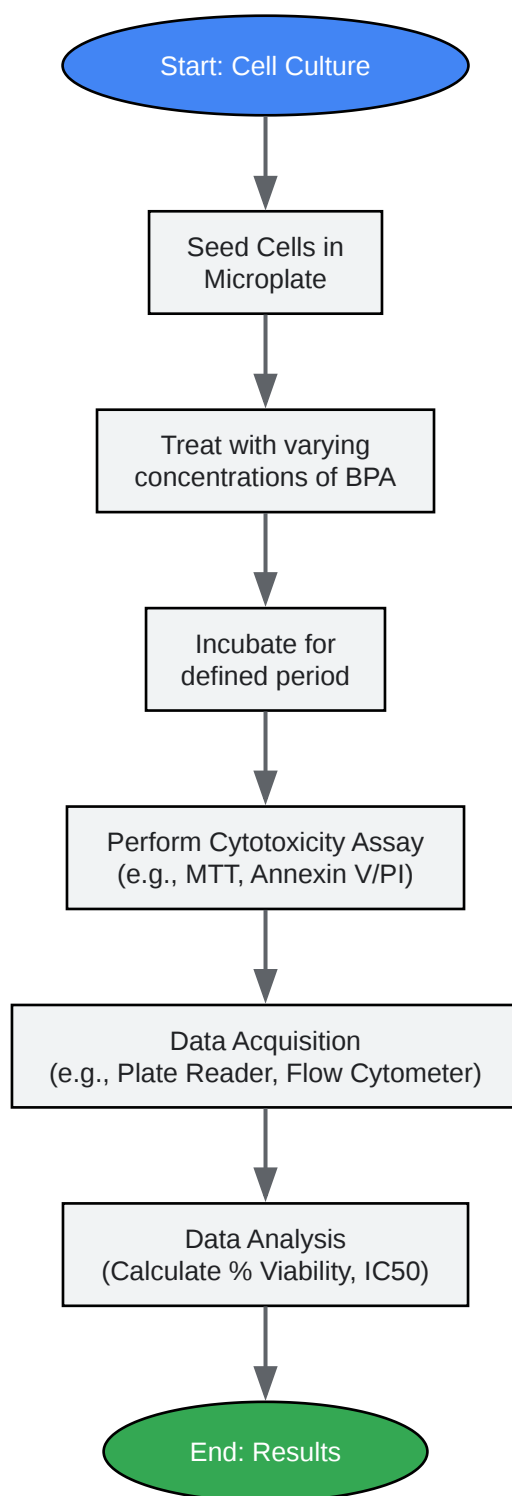 Start: Cell Culture
Seed Cells in
Microplate
Treat with varying
concentrations of BPA
Incubate for
defined period
Perform Cytotoxicity Assay
(e.g., MTT, Annexin V/PI)
Data Acquisition
(e.g., Plate Reader, Flow Cytometer)
Data Analysis
(Calculate % Viability, IC50)
End: Results